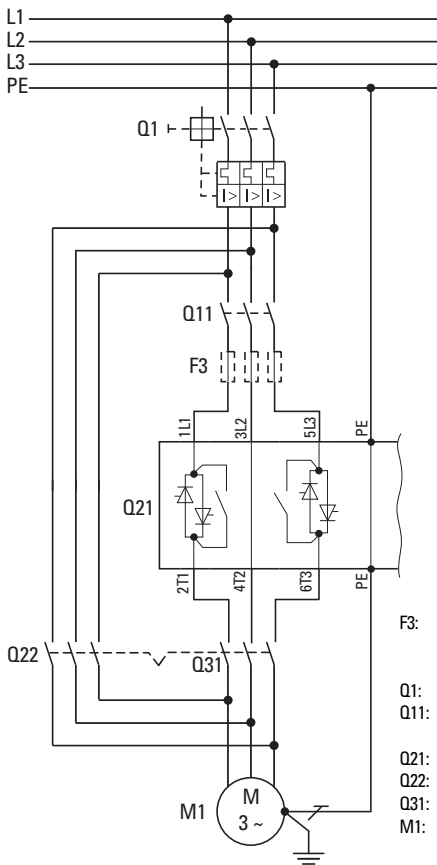 L1
L2
L3
PE
Q1
I> I> I>
Q11
F3
1L1 3L2 5L3 PE
Q21
2T1 4T2 6T3 PE
F3:
Q22 Q31
Q1:
Q11:
Q21:
Q22:
Q31:
M1:
M1 M
3 ~